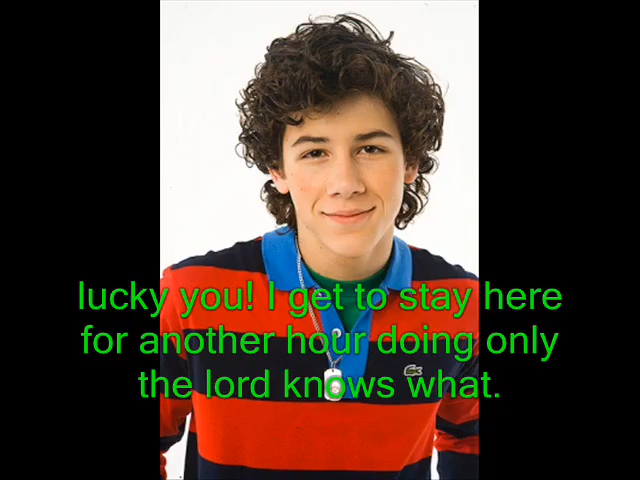 lucky you! I get to stay here
for another hour doing only
the lord knows what.